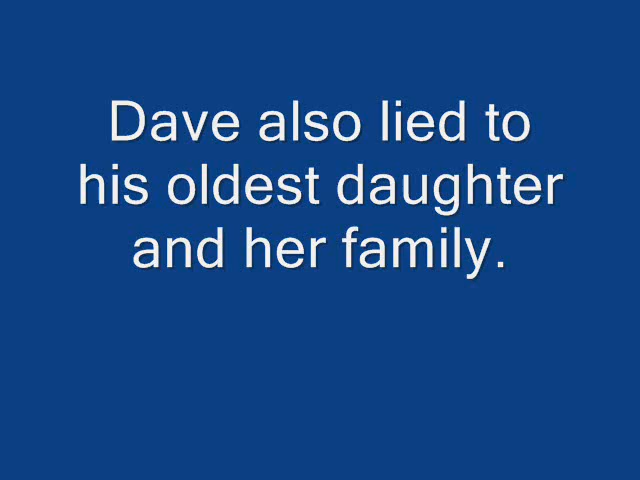 Dave also lied to
his oldest daughter
and her family.